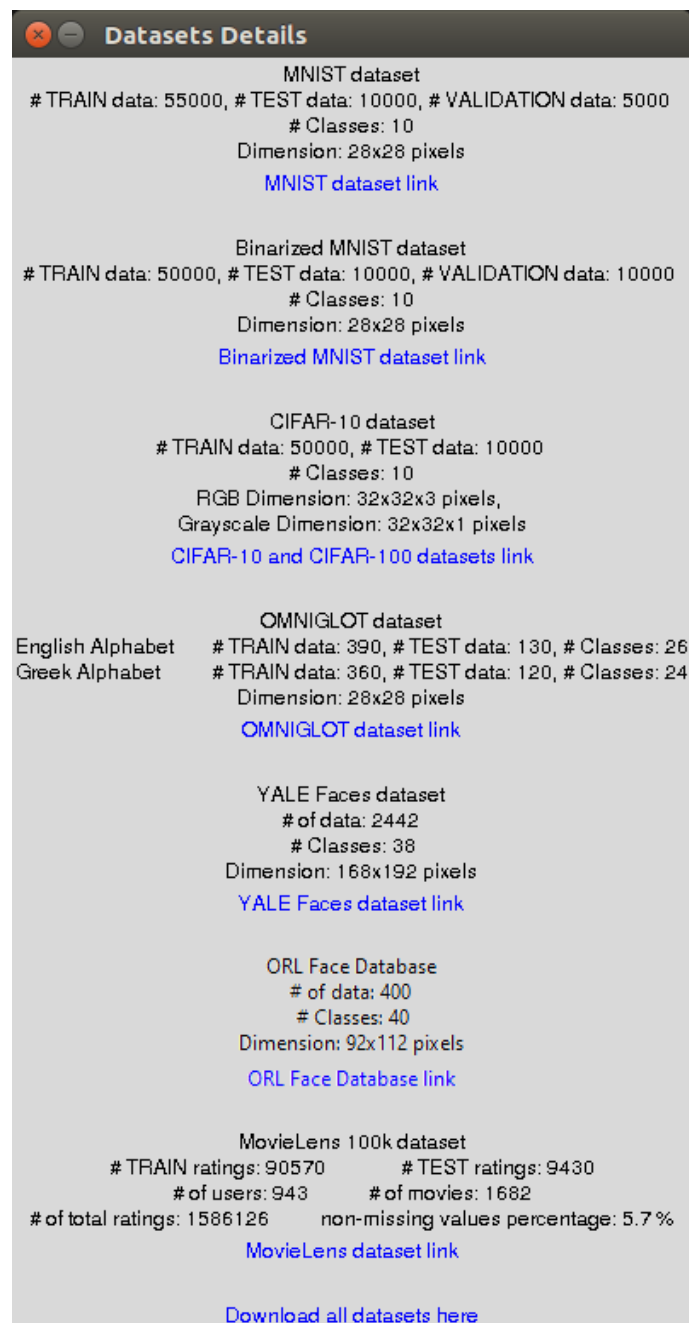 Datasets Details
MNIST dataset
# TRAIN data: 55000, # TEST data: 10000, # VALIDATION data: 5000
# Classes: 10
Dimension: 28x28 pixels
MNIST dataset link
Binarized MNIST dataset
# TRAIN data: 50000, # TEST data: 10000, # VALIDATION data: 10000
# Classes: 10
Dimension: 28x28 pixels
Binarized MNIST dataset link
CIFAR-10 dataset
# TRAIN data: 50000, # TEST data: 10000
# Classes: 10
RGB Dimension: 32x32x3 pixels,
Grayscale Dimension: 32x32x1 pixels
CIFAR-10 and CIFAR-100 datasets link
OMNIGLOT dataset
English Alphabet # TRAIN data: 390, # TEST data: 130, # Classes: 26
Greek Alphabet # TRAIN data: 360, # TEST data: 120, # Classes: 24
Dimension: 28x28 pixels
OMNIGLOT dataset link
YALE Faces dataset
# of data: 2442
# Classes: 38
Dimension: 168x192 pixels
YALE Faces dataset link
ORL Face Database
# of data: 400
# Classes: 40
Dimension: 92x112 pixels
ORL Face Database link
MovieLens 100k dataset
# TRAIN ratings: 90570 # TEST ratings: 9430
# of users: 943 # of movies: 1682
# of total ratings: 1586126 non-missing values percentage: 5.7 %
MovieLens dataset link
Download all datasets here